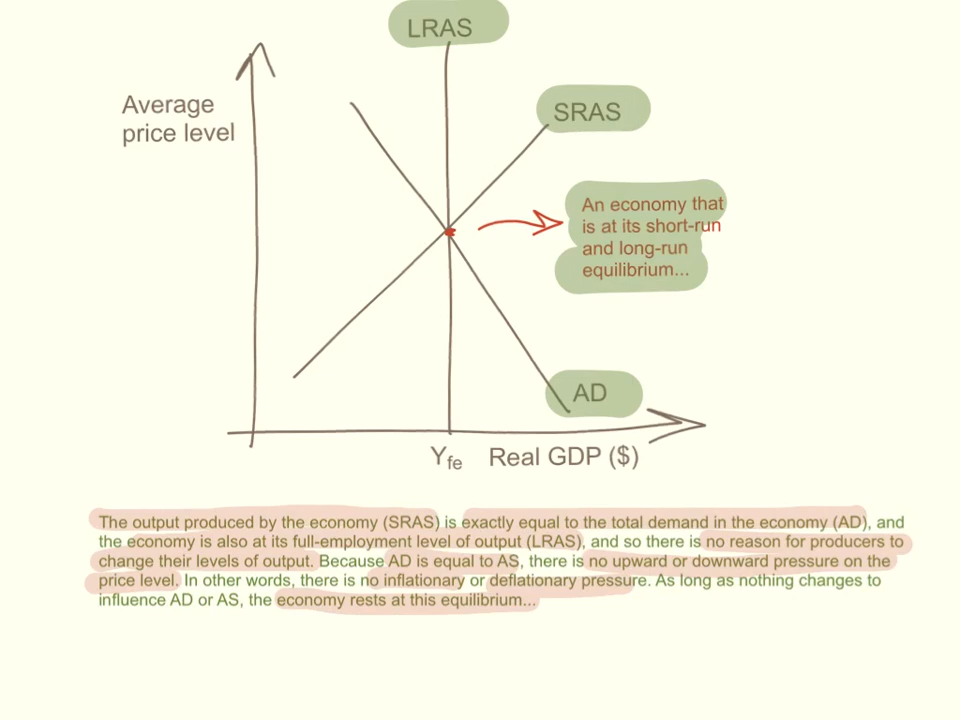 LRAS
SRAS
Average
price level
An economy that
is at its short-run
and long-run
equilibrium...
AD
Yfe Real GDP ($)
The output produced by the economy (SRAS) is exactly equal to the total demand in the economy (AD), and
the economy is also at its full-employment level of output (LRAS), and so there is no reason for producers to
change their levels of output. Because AD is equal to AS, there is no upward or downward pressure on the
price level. In other words, there is no inflationary or deflationary pressure. As long as nothing changes to
influence AD or AS, the economy rests at this equilibrium...